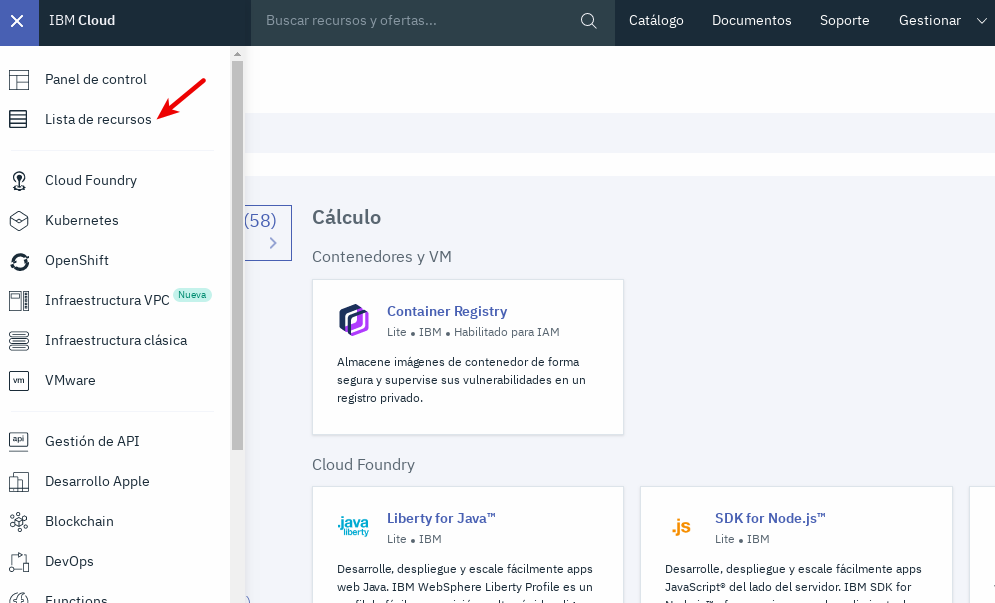 IBM Cloud
Buscar recursos y ofertas...
Catálogo
Documentos
Soporte
Gestionar
Panel de control
Lista de recursos
Cloud Foundry
Kubernetes
OpenShift
Infraestructura VPC Nueva
Infraestructura clásica
vm VMware
api Gestión de API
Desarrollo Apple
Blockchain
DevOps
Functions
(58)
Cálculo
Contenedores y VM
Container Registry
Lite • IBM • Habilitado para IAM
Almacene imágenes de contenedor de forma
segura y supervise sus vulnerabilidades en un
registro privado.
Cloud Foundry
.java
liberty
Liberty for Java™
Lite • IBM
Desarrolle, despliegue y escale fácilmente apps
web Java. IBM WebSphere Liberty Profile es un
.js
SDK for Node.js™
Lite • IBM
Desarrolle, despliegue y escale fácilmente apps
JavaScript® del lado del servidor. IBM SDK for